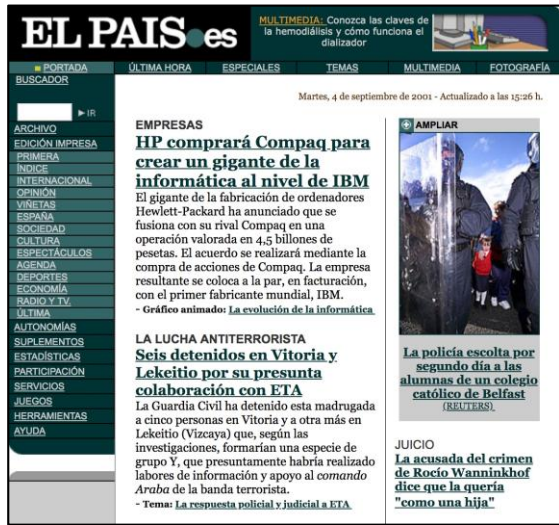 EL PAIS.es
MULTIMEDIA: Conozca las claves de
la hemodiálisis y cómo funciona el
dializador
PORTADA
ÚLTIMA HORA
ESPECIALES
TEMAS
MULTIMEDIA
FOTOGRAFÍA
BUSCADOR
IR
ARCHIVO
EDICIÓN IMPRESA
PRIMERA
ÍNDICE
INTERNACIONAL
OPINIÓN
VIÑETAS
ESPAÑA
SOCIEDAD
CULTURA
ESPECTÁCULOS
AGENDA
DEPORTES
ECONOMÍA
RADIO Y TV.
ÚLTIMA
AUTONOMÍAS
SUPLEMENTOS
ESTADÍSTICAS
PARTICIPACIÓN
SERVICIOS
JUEGOS
HERRAMIENTAS
AYUDA
Martes, 4 de septiembre de 2001 - Actualizado a las 15:26 h.
EMPRESAS
HP comprará Compaq para
crear un gigante de la
informática al nivel de IBM
El gigante de la fabricación de ordenadores
Hewlett-Packard ha anunciado que se
fusiona con su rival Compaq en una
operación valorada en 4,5 billones de
pesetas. El acuerdo se realizará mediante la
compra de acciones de Compaq. La empresa
resultante se coloca a la par, en facturación,
con el primer fabricante mundial, IBM.
- Gráfico animado: La evolución de la informática
LA LUCHA ANTITERRORISTA
Seis detenidos en Vitoria y
Lekeitio por su presunta
colaboración con ETA
La Guardia Civil ha detenido esta madrugada
a cinco personas en Vitoria y a otra más en
Lekeitio (Vizcaya) que, según las
investigaciones, formarían una especie de
grupo Y, que presuntamente habría realizado
labores de información y apoyo al comando
Araba de la banda terrorista.
- Tema: La respuesta policial y judicial a ETA
AMPLIAR
La policía escolta por
segundo día a las
alumnas de un colegio
católico de Belfast
(REUTERS)
JUICIO
La acusada del crimen
de Rocío Wanninkhof
dice que la quería
"como una hija"